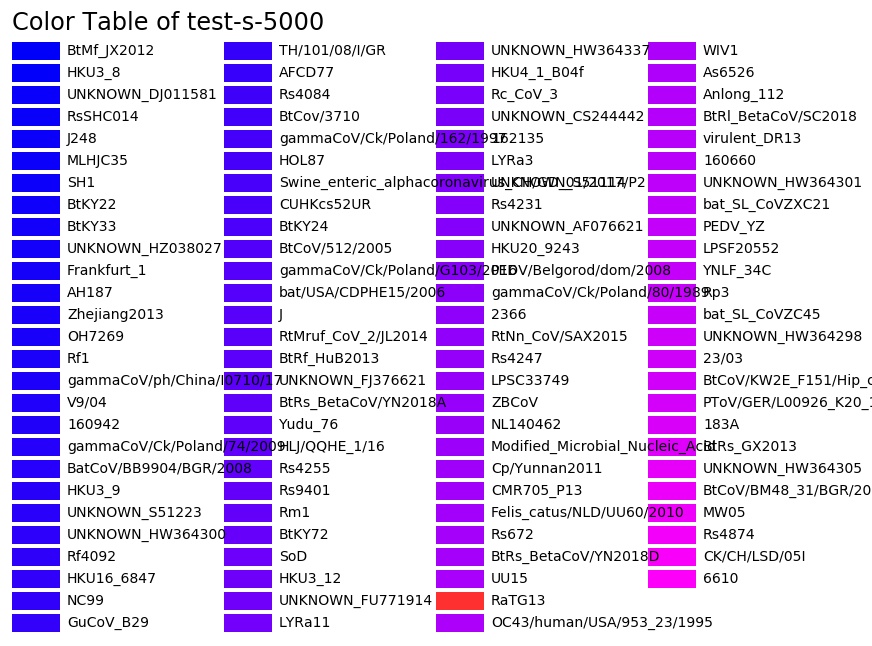 Color Table of test-s-5000
BtMf_JX2012
HKU3_8
UNKNOWN_DJ011581
RsSHC014
J248
MLHJC35
SH1
BtKY22
BtKY33
UNKNOWN_HZ038027
Frankfurt_1
AH187
Zhejiang2013
OH7269
Rf1
gammaCoV/ph/China/I0710/17
V9/04
160942
gammaCoV/Ck/Poland/74/2009
BatCoV/BB9904/BGR/2008
HKU3_9
UNKNOWN_S51223
UNKNOWN_HW364300
Rf4092
HKU16_6847
NC99
GuCoV_B29
TH/101/08/I/GR
AFCD77
Rs4084
BtCov/3710
gammaCoV/Ck/Poland/162/1997
HOL87
Swine_enteric_alphacoronavirus_CH/GD_01/2017/P2
CUHKcs52UR
BtKY24
BtCoV/512/2005
gammaCoV/Ck/Poland/G103/2016
bat/USA/CDPHE15/2006
J
RtMruf_CoV_2/JL2014
BtRf_HuB2013
UNKNOWN_FJ376621
BtRs_BetaCoV/YN2018A
Yudu_76
HLJ/QQHE_1/16
Rs4255
Rs9401
Rm1
BtKY72
SoD
HKU3_12
UNKNOWN_FU771914
LYRa11
UNKNOWN_HW364337
HKU4_1_B04f
Rc_CoV_3
UNKNOWN_CS244442
162135
LYRa3
Rs4231
UNKNOWN_AF076621
HKU20_9243
PEDV/Belgorod/dom/2008
gammaCoV/Ck/Poland/80/1989
2366
RtNn_CoV/SAX2015
Rs4247
LPSC33749
ZBCoV
NL140462
Modified_Microbial_Nucleic_Acid
Cp/Yunnan2011
CMR705_P13
Felis_catus/NLD/UU60/2010
Rs672
BtRs_BetaCoV/YN2018D
UU15
RaTG13
OC43/human/USA/953_23/1995
WIV1
As6526
Anlong_112
BtRl_BetaCoV/SC2018
virulent_DR13
160660
UNKNOWN_HW364301
bat_SL_CoVZXC21
PEDV_YZ
LPSF20552
YNLF_34C
Rp3
bat_SL_CoVZC45
UNKNOWN_HW364298
23/03
BtCoV/KW2E_F151/Hip_c
PToV/GER/L00926_K20_1
183A
BtRs_GX2013
UNKNOWN_HW364305
BtCoV/BM48_31/BGR/20
MW05
Rs4874
CK/CH/LSD/05I
6610